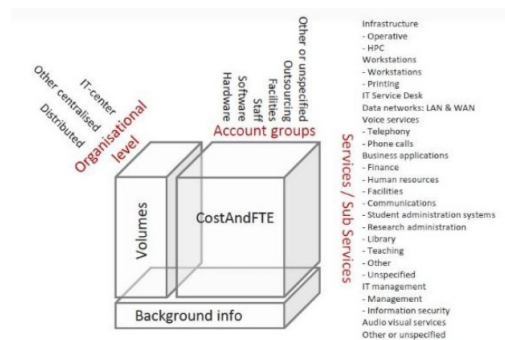 IT-center
Other centralised
Distributed
Organisational
level
Hardware
Software
Staff
Facilities
Outsourcing
Other or unspecified
Account groups
Volumes
CostAndFTE
Background info
Services / Sub Services
Infrastructure
- Operative
- HPC
Workstations
- Workstations
- Printing
IT Service Desk
Data networks: LAN & WAN
Voice services
- Telephony
- Phone calls
Business applications
- Finance
- Human resources
- Facilities
- Communications
- Student administration systems
- Research administration
- Library
- Teaching
- Other
- Unspecified
IT management
- Management
- Information security
Audio visual services
Other or unspecified